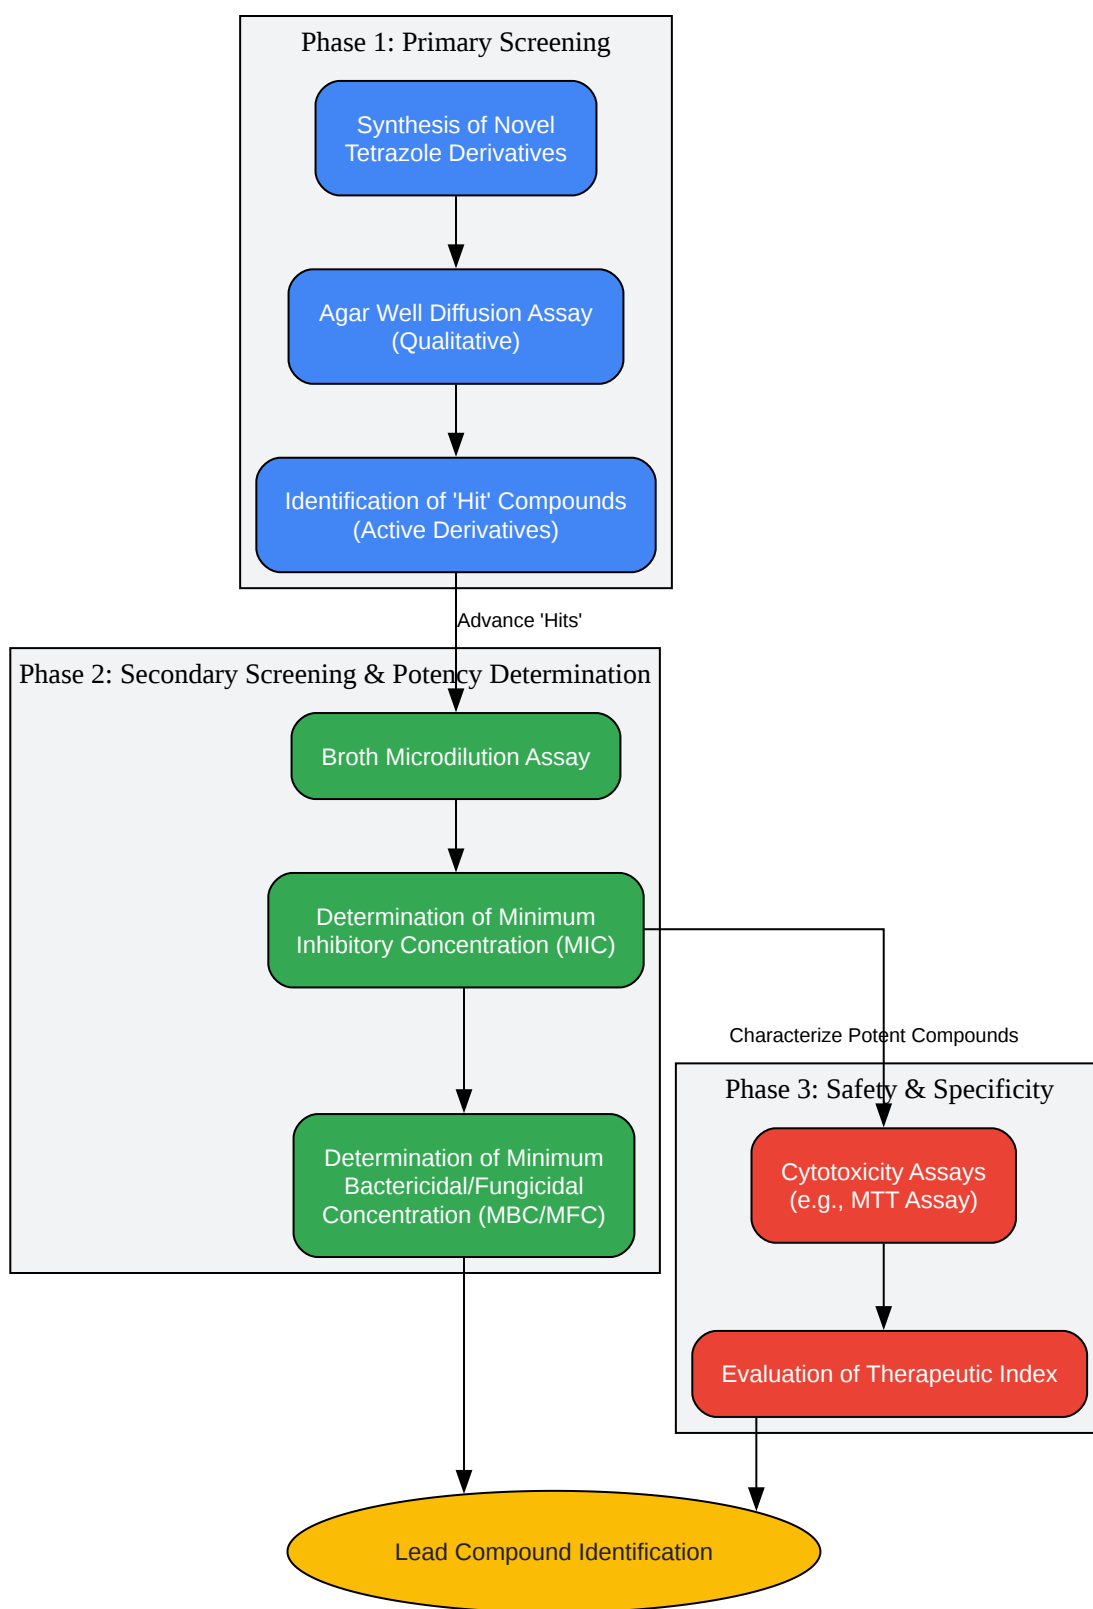 Phase 1: Primary Screening
Synthesis of Novel
Tetrazole Derivatives
Agar Well Diffusion Assay
(Qualitative)
Identification of 'Hit' Compounds
(Active Derivatives)
Advance 'Hits'
Phase 2: Secondary Screening & Potency Determination
Broth Microdilution Assay
Determination of Minimum
Inhibitory Concentration (MIC)
Characterize Potent Compounds
Phase 3: Safety & Specificity
Determination of Minimum
Bactericidal/Fungicidal
Concentration (MBC/MFC)
Cytotoxicity Assays
(e.g., MTT Assay)
Evaluation of Therapeutic Index
Lead Compound Identification